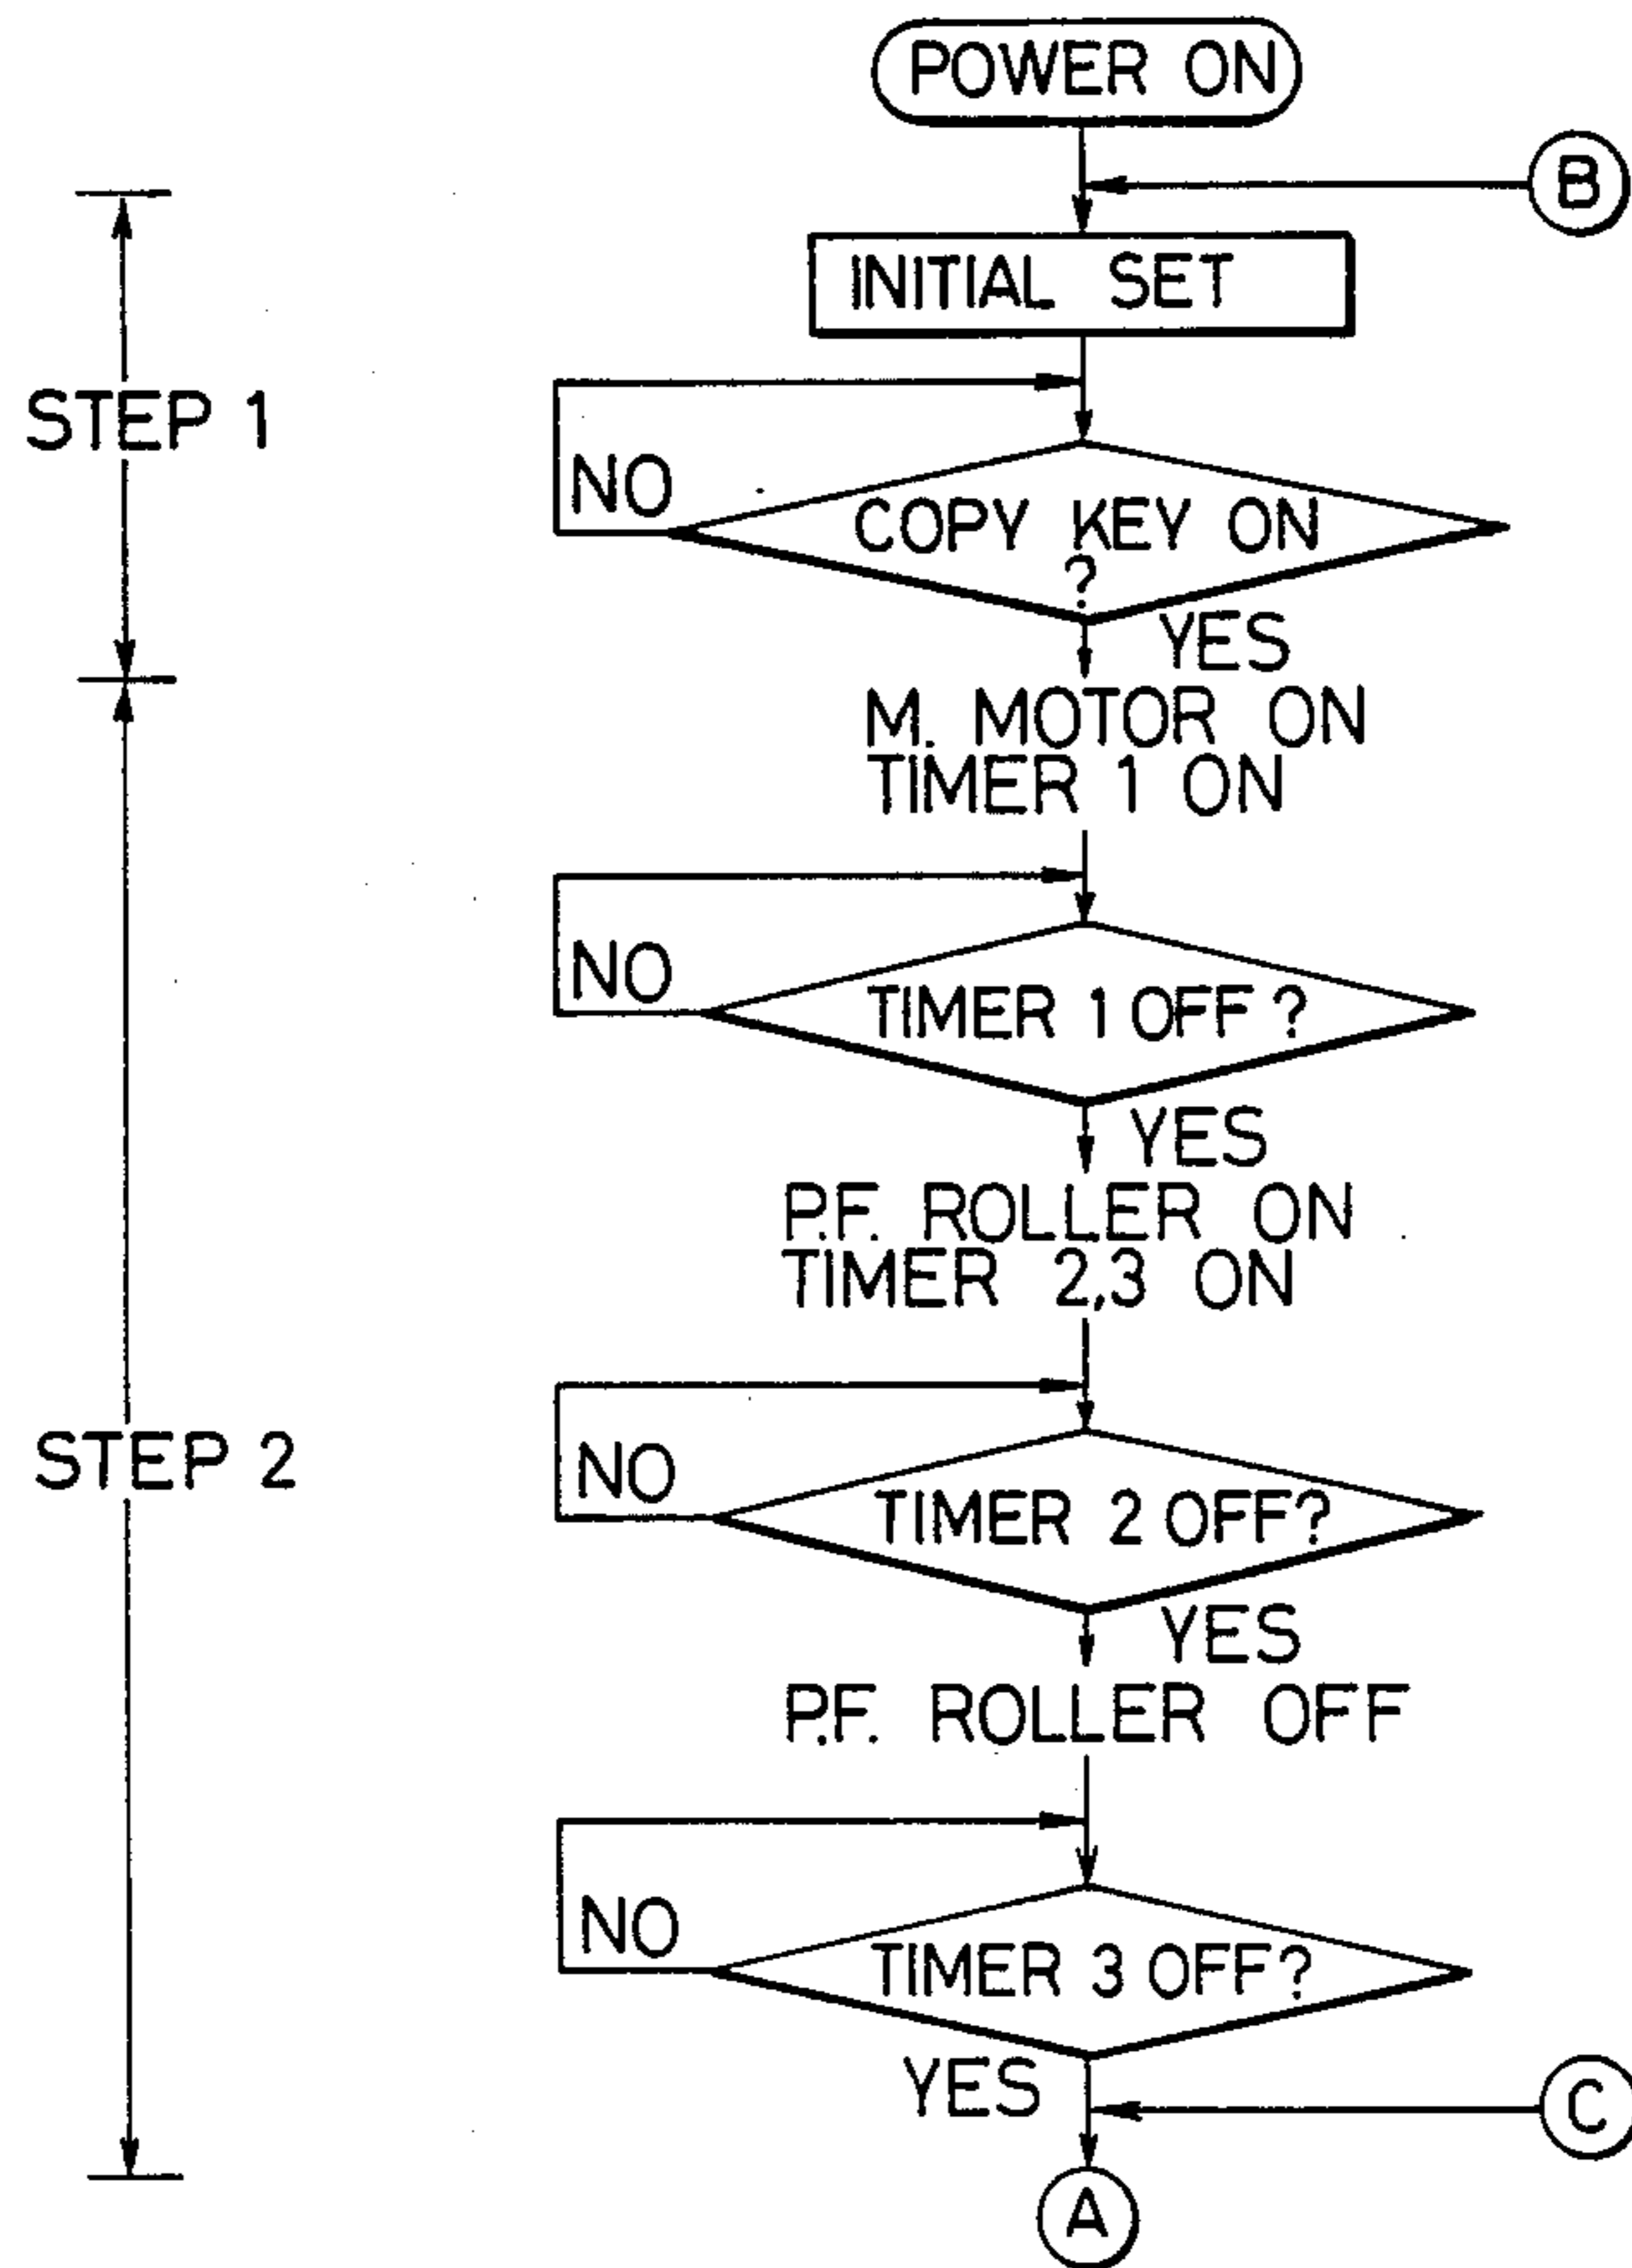 POWER ON
B
INITIAL SET
STEP 1
NO
COPY KEY ON
?
YES
M. MOTOR ON
TIMER 1 ON
NO
TIMER 1 OFF ?
YES
P.F. ROLLER ON
TIMER 2,3 ON
STEP 2
NO
TIMER 2 OFF?
YES
P.F. ROLLER OFF
NO
TIMER 3 OFF?
YES
C
A